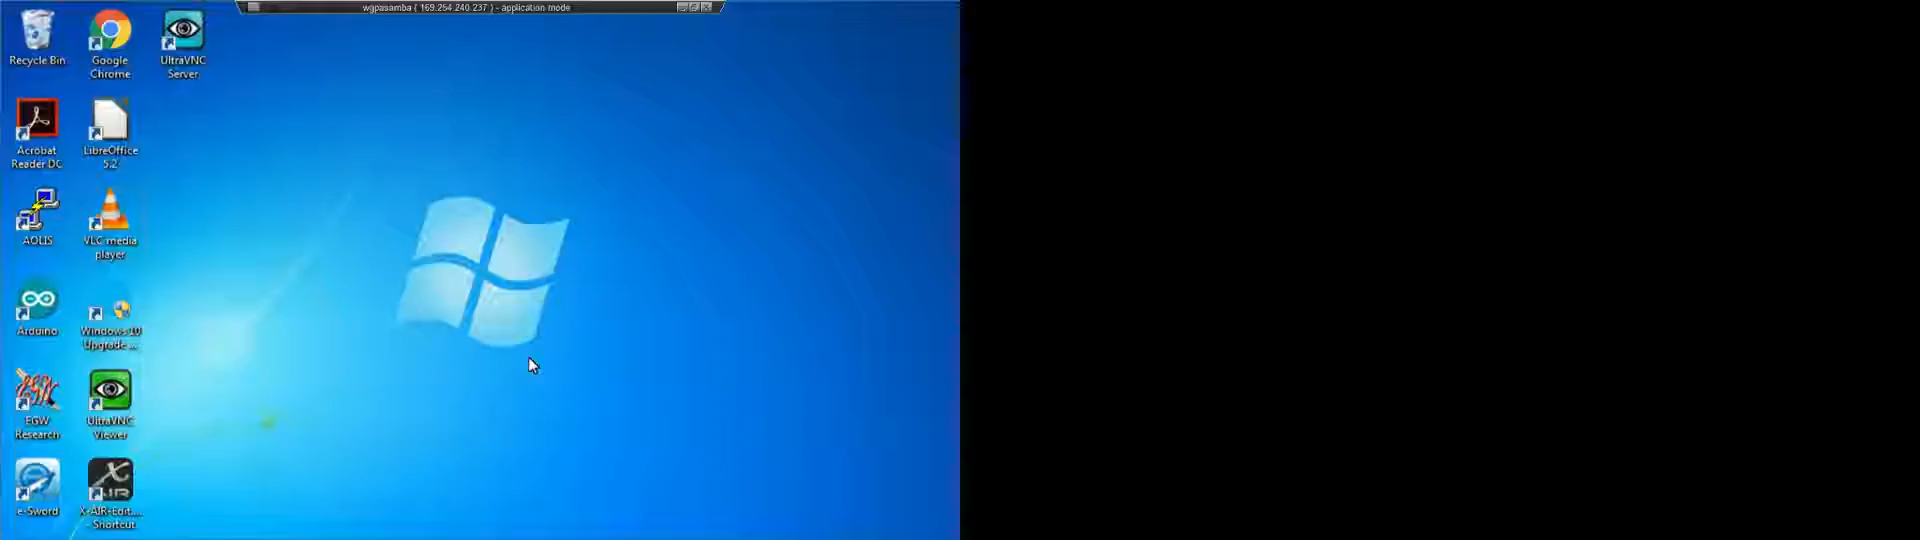 wgpasamba ( 169.254.240.237 ) - application mode
Recycle Bin
Google
Chrome
UltraVNC
Server
Acrobat
Reader DC
LibreOffice
5.2
AOLIS
VLC media
player
Arduino
Windows 10
Upgrade ...
EGW
Research
UltraVNC
Viewer
e-Sword
X-AIR-Edit....
- Shortcut